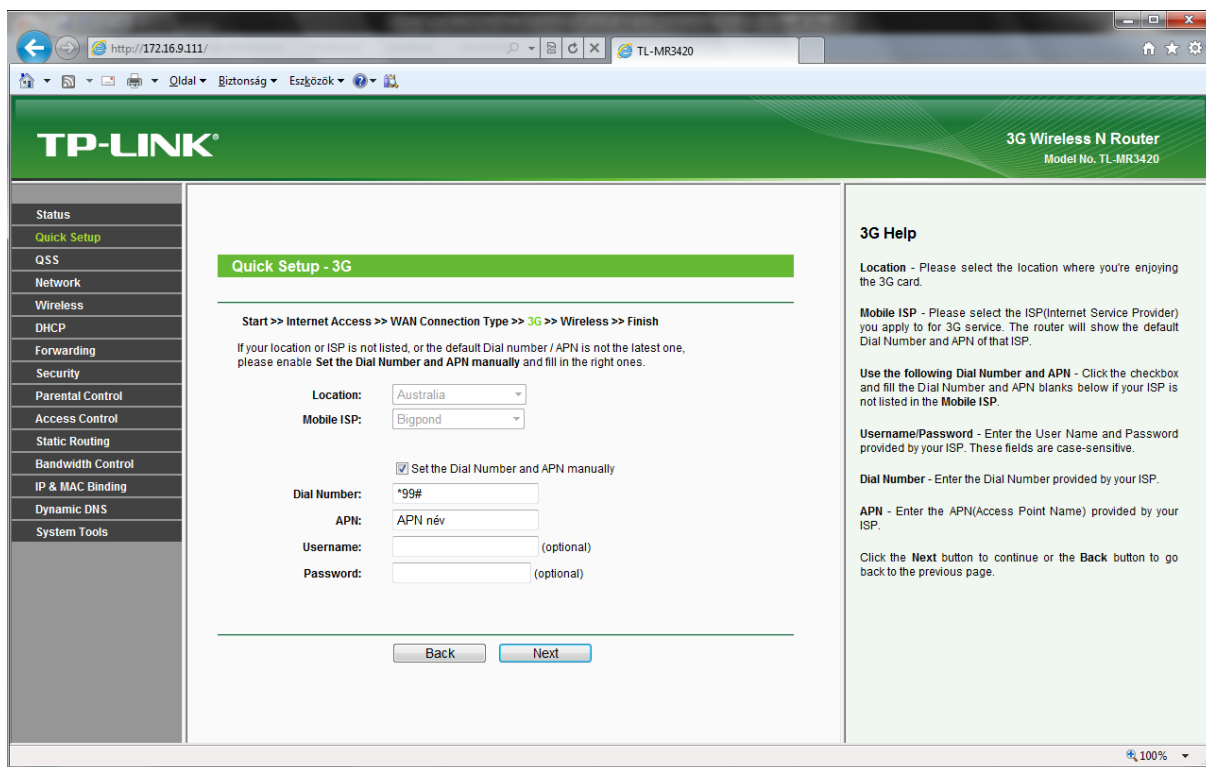 http://172.16.9.111/
TL-MR3420
Oldal
Biztonság
Eszközök
TP-LINK®
3G Wireless N Router
Model No. TL-MR3420
Status
Quick Setup
QSS
Network
Wireless
DHCP
Forwarding
Security
Parental Control
Access Control
Static Routing
Bandwidth Control
IP & MAC Binding
Dynamic DNS
System Tools
Quick Setup - 3G
Start >> Internet Access >> WAN Connection Type >> 3G >> Wireless >> Finish
If your location or ISP is not listed, or the default Dial number / APN is not the latest one,
please enable Set the Dial Number and APN manually and fill in the right ones.
Location: Australia
Mobile ISP: Bigpond
Set the Dial Number and APN manually
Dial Number: *99#
APN: APN név
Username: (optional)
Password: (optional)
Back Next
3G Help
Location - Please select the location where you're enjoying
the 3G card.
Mobile ISP - Please select the ISP(Internet Service Provider)
you apply to for 3G service. The router will show the default
Dial Number and APN of that ISP.
Use the following Dial Number and APN - Click the checkbox
and fill the Dial Number and APN blanks below if your ISP is
not listed in the Mobile ISP.
Username/Password - Enter the User Name and Password
provided by your ISP. These fields are case-sensitive.
Dial Number - Enter the Dial Number provided by your ISP.
APN - Enter the APN(Access Point Name) provided by your
ISP.
Click the Next button to continue or the Back button to go
back to the previous page.
100%